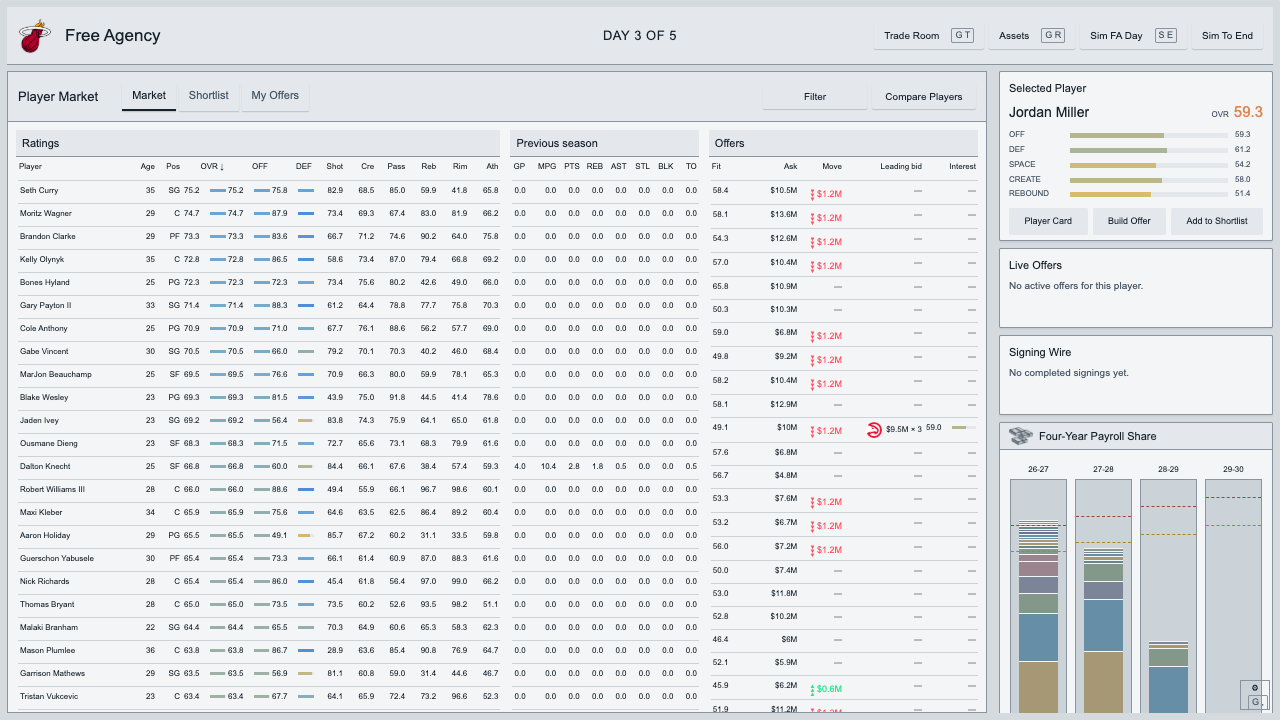 Free Agency
DAY 3 OF 5
Trade Room G T
Assets G R
Sim FA Day S E
Sim To End
Player Market
Market
Shortlist
My Offers
Filter
Compare Players
Ratings
Previous season
Offers
Player Age Pos OVR ↓ OFF DEF Shot Cre Pass Reb Rim Ath
GP MPG PTS REB AST STL BLK TO
Fit Ask Move Leading bid Interest
Seth Curry 35 SG 75.2 75.2 75.8 82.9 85.0 59.9 41.8 65.8
Moritz Wagner 29 C 74.7 74.7 87.9 73.4 69.3 67.4 83.0 81.9 66.2
Brandon Clarke 29 PF 73.3 73.3 66.7 71.2 74.6 90.2 64.0 75.8
Kelly Olynyk 35 C 72.8 72.8 58.6 73.4 87.0 79.4 66.8 69.2
Bones Hyland 25 PG 72.3 72.3 72.3 73.4 75.6 80.2 42.6 49.0 66.0
Gary Payton II 33 SG 71.4 71.4 61.2 64.4 78.8 77.7 75.8 70.3
Cole Anthony 25 PG 70.9 70.9 71.0 67.7 76.1 88.6 56.2 57.7 69.0
Gabe Vincent 30 SG 70.5 70.5 66.0 79.2 70.1 70.3 40.2 46.0 68.4
MarJon Beauchamp 25 SF 69.5 69.5 76.6 70.9 66.3 80.0 59.9 78.1 65.3
Blake Wesley 23 PG 69.3 69.3 81.5 43.9 75.0 91.8 44.5 41.4 78.6
Jaden Ivey 23 SG 69.2 69.2 56.4 83.8 75.9 64.1 65.0 65.0
Ousmane Dieng 23 PG 68.3 68.3 71.5 72.7 55.6 73.1 68.3 79.9 61.6
Dalton Knecht 25 SF 66.8 66.8 60.0 84.4 66.1 67.6 38.4 57.4 59.3
Robert Williams III 28 C 66.0 66.0 49.4 55.9 66.1 96.7 98.6 60.1
Maxi Kleber 34 C 65.9 65.9 75.6 34.6 63.5 62.5 86.4 89.2 50.4
Aaron Holiday 29 PG 65.5 65.5 49.1 85.7 67.2 60.2 31.1 33.5 59.8
Guerschon Yabusele 30 PF 65.4 65.4 66.1 51.4 60.9 87.0 88.3 61.6
Nick Richards 28 C 65.4 65.4 45.4 61.8 56.4 97.0 99.0 66.2
Thomas Bryant 28 C 65.0 65.0 73.5 73.5 60.2 52.6 93.5 98.2 51.1
Malaki Branham 22 SG 64.4 64.4 70.3 64.9 60.6 65.3 58.3 62.3
Mason Plumlee 36 C 63.8 63.8 28.9 63.6 85.4 90.8 78.9 54.7
Garrison Mathews 29 SG 63.5 63.5 56.9 81.1 60.8 59.0 31.4 44.6 46.7
Tristan Vukcevic 23 C 63.4 63.4 64.1 65.9 72.4 73.2 96.6 52.3
0.0 0.0 0.0 0.0 0.0 0.0 0.0 0.0
0.0 0.0 0.0 0.0 0.0 0.0 0.0 0.0
0.0 0.0 0.0 0.0 0.0 0.0 0.0 0.0
0.0 0.0 0.0 0.0 0.0 0.0 0.0 0.0
0.0 0.0 0.0 0.0 0.0 0.0 0.0 0.0
0.0 0.0 0.0 0.0 0.0 0.0 0.0 0.0
0.0 0.0 0.0 0.0 0.0 0.0 0.0 0.0
0.0 0.0 0.0 0.0 0.0 0.0 0.0 0.0
0.0 0.0 0.0 0.0 0.0 0.0 0.0 0.0
0.0 0.0 0.0 0.0 0.0 0.0 0.0 0.0
0.0 0.0 0.0 0.0 0.0 0.0 0.0 0.0
0.0 0.0 0.0 0.0 0.0 0.0 0.0 0.0
4.0 10.4 2.8 1.8 0.5 0.0 0.0 0.5
0.0 0.0 0.0 0.0 0.0 0.0 0.0 0.0
0.0 0.0 0.0 0.0 0.0 0.0 0.0 0.0
0.0 0.0 0.0 0.0 0.0 0.0 0.0 0.0
0.0 0.0 0.0 0.0 0.0 0.0 0.0 0.0
0.0 0.0 0.0 0.0 0.0 0.0 0.0 0.0
0.0 0.0 0.0 0.0 0.0 0.0 0.0 0.0
0.0 0.0 0.0 0.0 0.0 0.0 0.0 0.0
0.0 0.0 0.0 0.0 0.0 0.0 0.0 0.0
0.0 0.0 0.0 0.0 0.0 0.0 0.0 0.0
0.0 0.0 0.0 0.0 0.0 0.0 0.0 0.0
58.4 $10.5M $1.2M — —
58.1 $13.6M $1.2M — —
54.3 $12.6M $1.2M — —
57.0 $10.4M $1.2M — —
65.8 $10.9M — — —
50.3 $10.3M — — —
59.0 $6.8M $1.2M — —
49.8 $9.2M $1.2M — —
58.2 $10.4M $1.2M — —
58.1 $12.9M — — —
49.1 $10M $1.2M $9.5M × 3 59.0
57.6 $6.8M — — —
56.7 $4.8M — — —
53.3 $7.6M $1.2M — —
53.2 $6.7M $1.2M — —
56.0 $7.2M $1.2M — —
50.0 $7.4M — — —
53.0 $11.8M — — —
52.8 $10.2M — — —
46.4 $6M — — —
52.1 $5.9M — — —
45.9 $6.2M $0.6M — —
51.9 $11.2M $1.2M — —
Selected Player
Jordan Miller OVR 59.3
OFF 59.3
DEF 61.2
SPACE 54.2
CREATE 58.0
REBOUND 51.4
Player Card
Build Offer
Add to Shortlist
Live Offers
No active offers for this player.
Signing Wire
No completed signings yet.
Four-Year Payroll Share
26-27 27-28 28-29 29-30
G